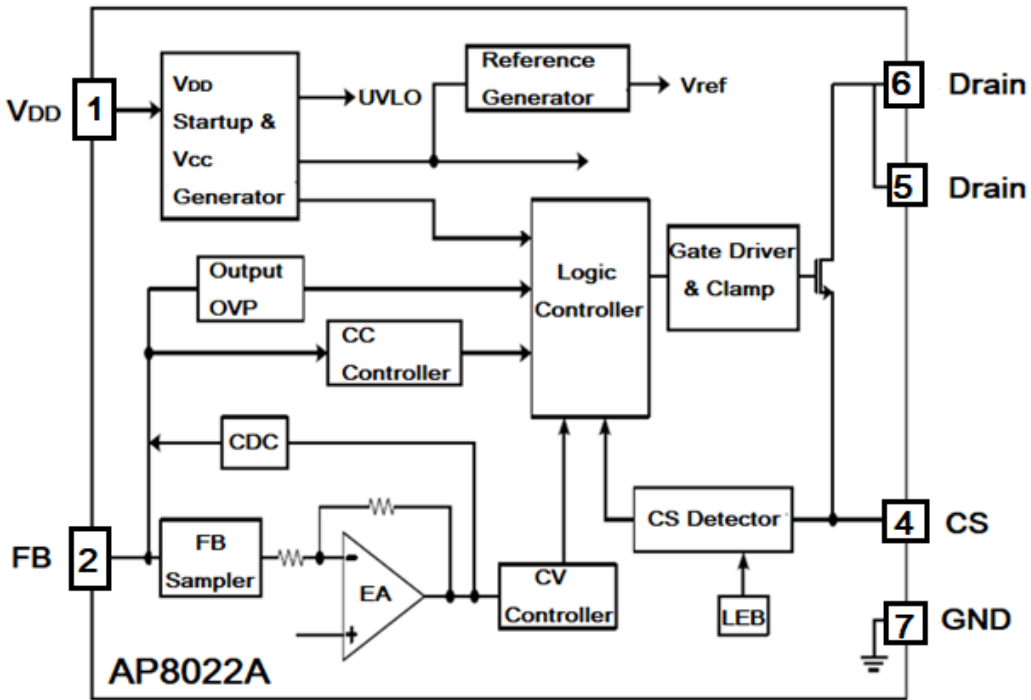 VDD
1
VDD
Startup &
Vcc
Generator
UVLO
Reference
Generator
Vref
6
Drain
5
Drain
Output
OVP
CC
Controller
Logic
Controller
Gate Driver
& Clamp
CDC
FB
2
FB
Sampler
-
EA
+
CV
Controller
CS Detector
LEB
4
CS
7
GND
AP8022A